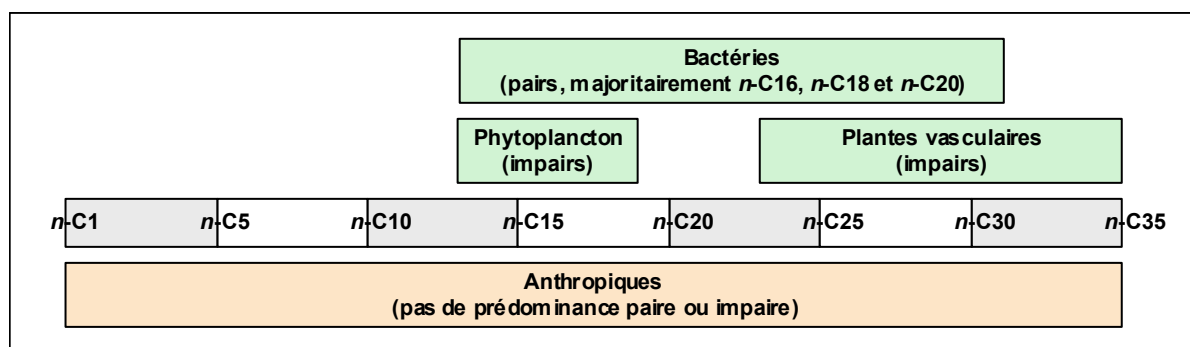 Bactéries
(pairs, majoritairement n-C16, n-C18 et n-C20)
Phytoplancton
(impairs)
Plantes vasculaires
(impairs)
n-C1 n-C5 n-C10 n-C15 n-C20 n-C25 n-C30 n-C35
Anthropiques
(pas de prédominance paire ou impaire)